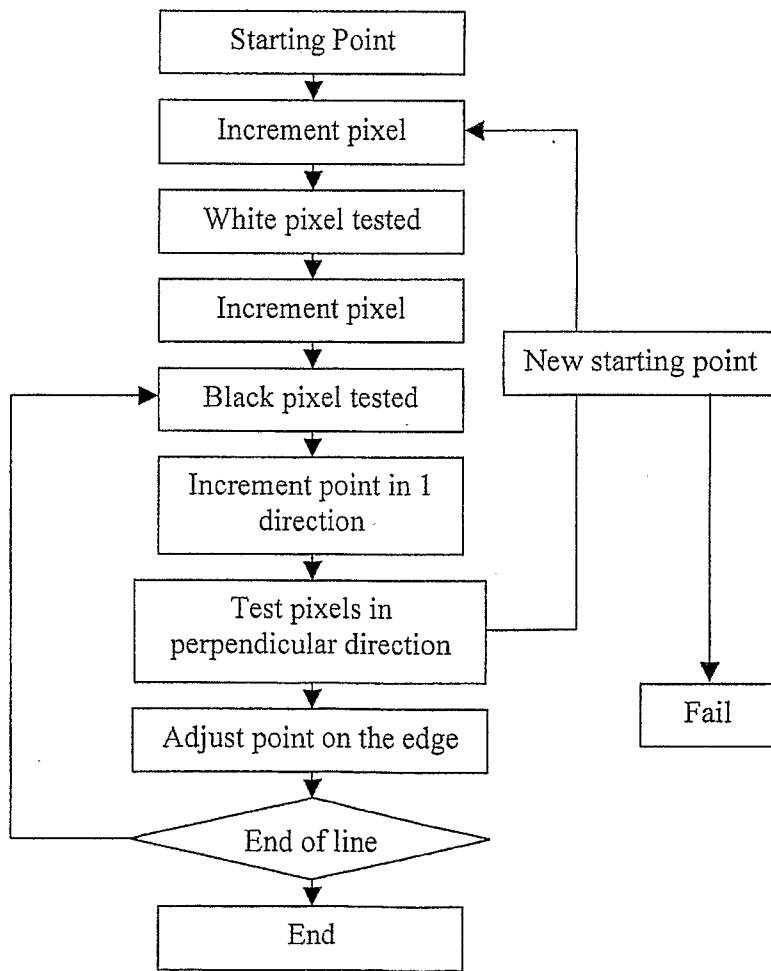 Starting Point
Increment pixel
White pixel tested
Increment pixel
New starting point
Black pixel tested
Increment point in 1
direction
Test pixels in
perpendicular direction
Fail
Adjust point on the edge
End of line
End